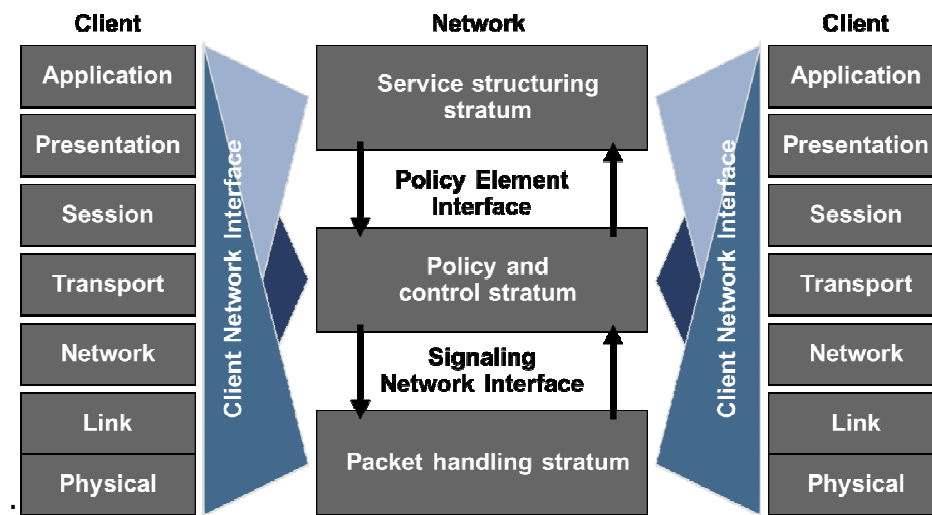 Client
Network
Client
Application
Presentation
Session
Transport
Network
Link
Physical
Client Network Interface
Service structuring
stratum
Policy Element
Interface
Policy and
control stratum
Signaling
Network Interface
Packet handling stratum
Client Network Interface
Application
Presentation
Session
Transport
Network
Link
Physical
.